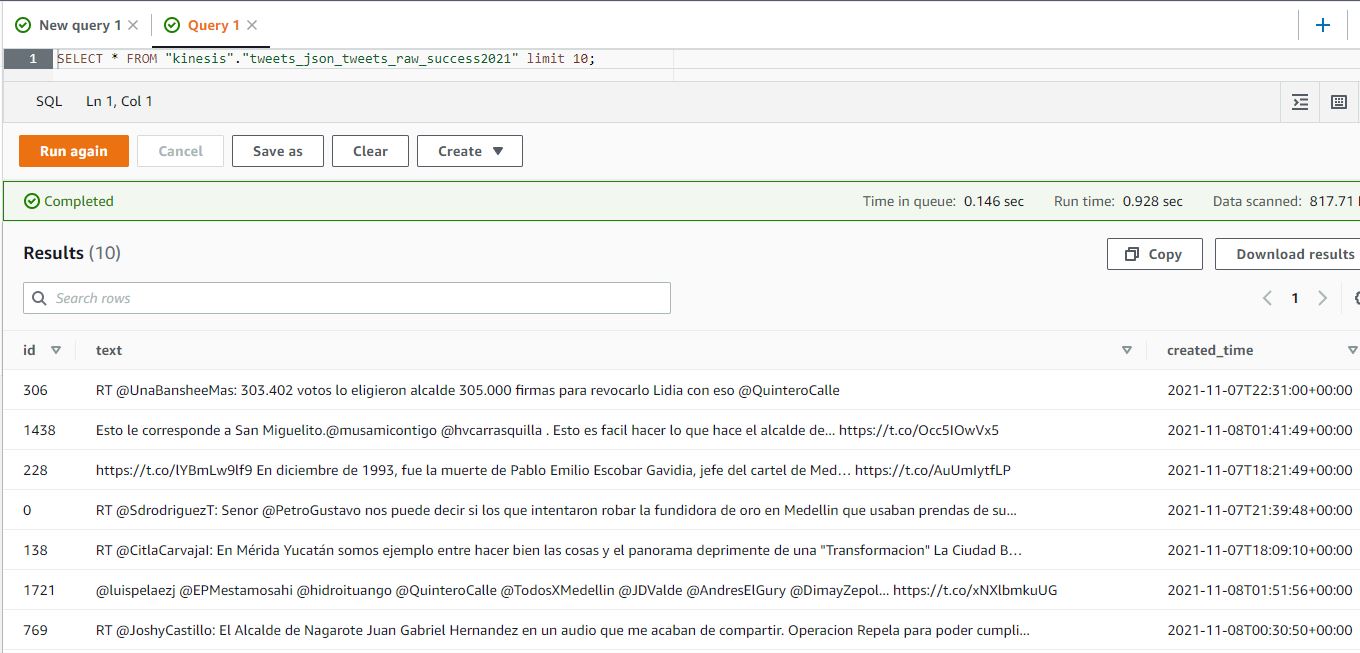 New query 1
Query 1
1 SELECT * FROM "kinesis"."tweets_json_tweets_raw_success2021" limit 10;
SQL Ln 1, Col 1
Run again Cancel Save as Clear Create
Completed Time in queue: 0.146 sec Run time: 0.928 sec Data scanned: 817.71
Results (10) Copy Download results
Search rows 1
id text created_time
306 RT @UnaBansheeMas: 303.402 votos lo eligieron alcalde 305.000 firmas para revocarlo Lidia con eso @QuinteroCalle 2021-11-07T22:31:00+00:00
1438 Esto le corresponde a San Miguelito.@musamicontigo @hvcarrasquilla . Esto es facil hacer lo que hace el alcalde de… https://t.co/Occ5IOwVx5 2021-11-08T01:41:49+00:00
228 https://t.co/lYBmLw9lf9 En diciembre de 1993, fue la muerte de Pablo Emilio Escobar Gavidia, jefe del cartel de Med… https://t.co/AuUmIytfLP 2021-11-07T18:21:49+00:00
0 RT @SdrodriguezT: Senor @PetroGustavo nos puede decir si los que intentaron robar la fundidora de oro en Medellin que usaban prendas de su… 2021-11-07T21:39:48+00:00
138 RT @CitlaCarvajal: En Mérida Yucatán somos ejemplo entre hacer bien las cosas y el panorama deprimente de una "Transformacion" La Ciudad B… 2021-11-07T18:09:10+00:00
1721 @luispelaezj @EPMestamosahi @hidroituango @QuinteroCalle @TodosXMedellin @JDValde @AndresElGury @DimayZepol… https://t.co/xNXlbmkuUG 2021-11-08T01:51:56+00:00
769 RT @JoshyCastillo: El Alcalde de Nagarote Juan Gabriel Hernandez en un audio que me acaban de compartir. Operacion Repela para poder cumpli… 2021-11-08T00:30:50+00:00